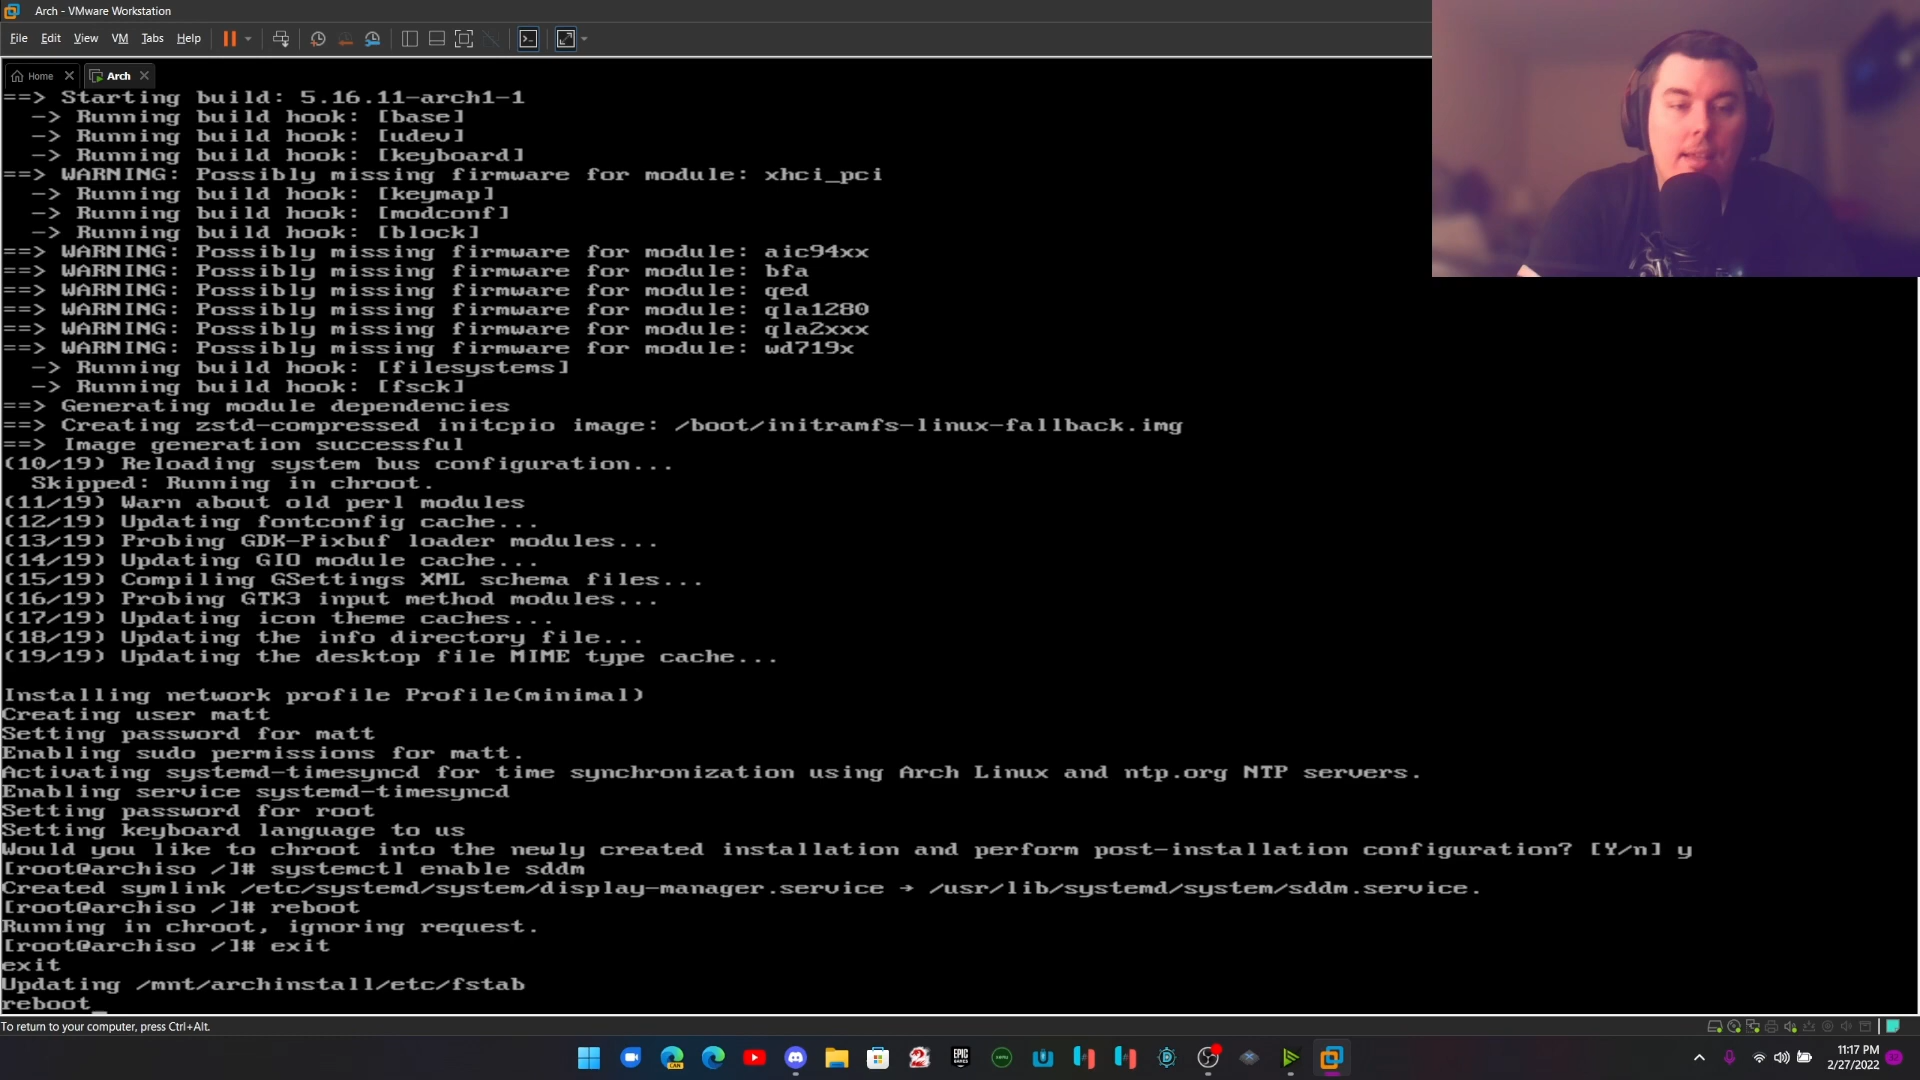 Arch - VMware Workstation
File Edit View VM Tabs Help
Home Arch
==> Starting build: 5.16.11-arch1-1
-> Running build hook: [base]
-> Running build hook: [udev]
-> Running build hook: [keyboard]
==> WARNING: Possibly missing firmware for module: xhci_pci
-> Running build hook: [keymap]
-> Running build hook: [modconf]
-> Running build hook: [block]
==> WARNING: Possibly missing firmware for module: aic94xx
==> WARNING: Possibly missing firmware for module: bfa
==> WARNING: Possibly missing firmware for module: qed
==> WARNING: Possibly missing firmware for module: qla1280
==> WARNING: Possibly missing firmware for module: qla2xxx
==> WARNING: Possibly missing firmware for module: wd719x
-> Running build hook: [filesystems]
-> Running build hook: [fsck]
==> Generating module dependencies
==> Creating zstd-compressed initcpio image: /boot/initramfs-linux-fallback.img
==> Image generation successful
(10/19) Reloading system bus configuration...
Skipped: Running in chroot.
(11/19) Warn about old perl modules
(12/19) Updating fontconfig cache...
(13/19) Probing GDK-Pixbuf loader modules...
(14/19) Updating GIO module cache...
(15/19) Compiling GSettings XML schema files...
(16/19) Probing GTK3 input method modules...
(17/19) Updating icon theme caches...
(18/19) Updating the info directory file...
(19/19) Updating the desktop file MIME type cache...
Installing network profile Profile(minimal)
Creating user matt
Setting password for matt
Enabling sudo permissions for matt.
Activating systemd-timesyncd for time synchronization using Arch Linux and ntp.org NTP servers.
Enabling service systemd-timesyncd
Setting password for root
Setting keyboard language to us
Would you like to chroot into the newly created installation and perform post-installation configuration? [Y/n] y
[root@archiso /]# systemctl enable sddm
Created symlink /etc/systemd/system/display-manager.service → /usr/lib/systemd/system/sddm.service.
[root@archiso /]# reboot
Running in chroot, ignoring request.
[root@archiso /]# exit
exit
Updating /mnt/archinstall/etc/fstab
reboot_
To return to your computer, press Ctrl+Alt.
EPIC GAMES
11:17 PM
2/27/2022